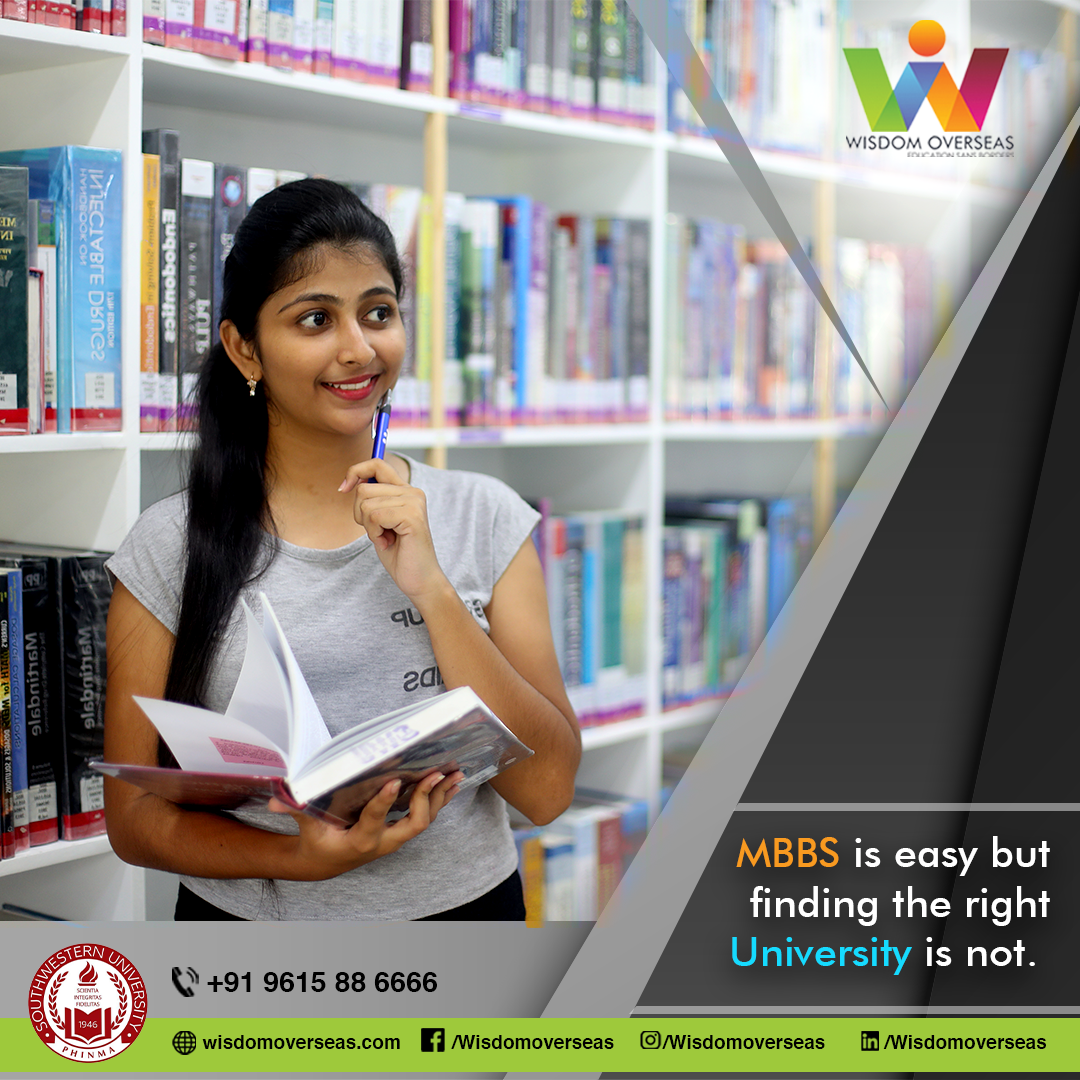 WISDOM OVERSEAS
EDUCATION SANS BORDERS
HANDBOOK ON
INJECTABLE DRUGS
Endodontics
Martindale
Martindale
UP
MBBS is easy but
finding the right
University is not.
SOUTHWESTERN UNIVERSITY
SCIENTIA
INTEGRITAS
FIDELITAS
1946
PHINMA
+91 9615 88 6666
wisdomoverseas.com
/Wisdomoverseas
/Wisdomoverseas
/Wisdomoverseas